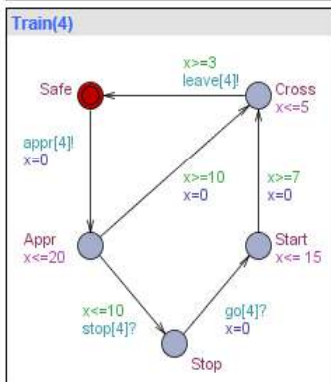 Train(4)
x>=3
leave[4]!
Safe
Cross
x<=5
appr[4]!
x=0
x>=10
x=0
x>=7
x=0
Appr
x<=20
Start
x<= 15
x<=10
stop[4]?
go[4]?
x=0
Stop